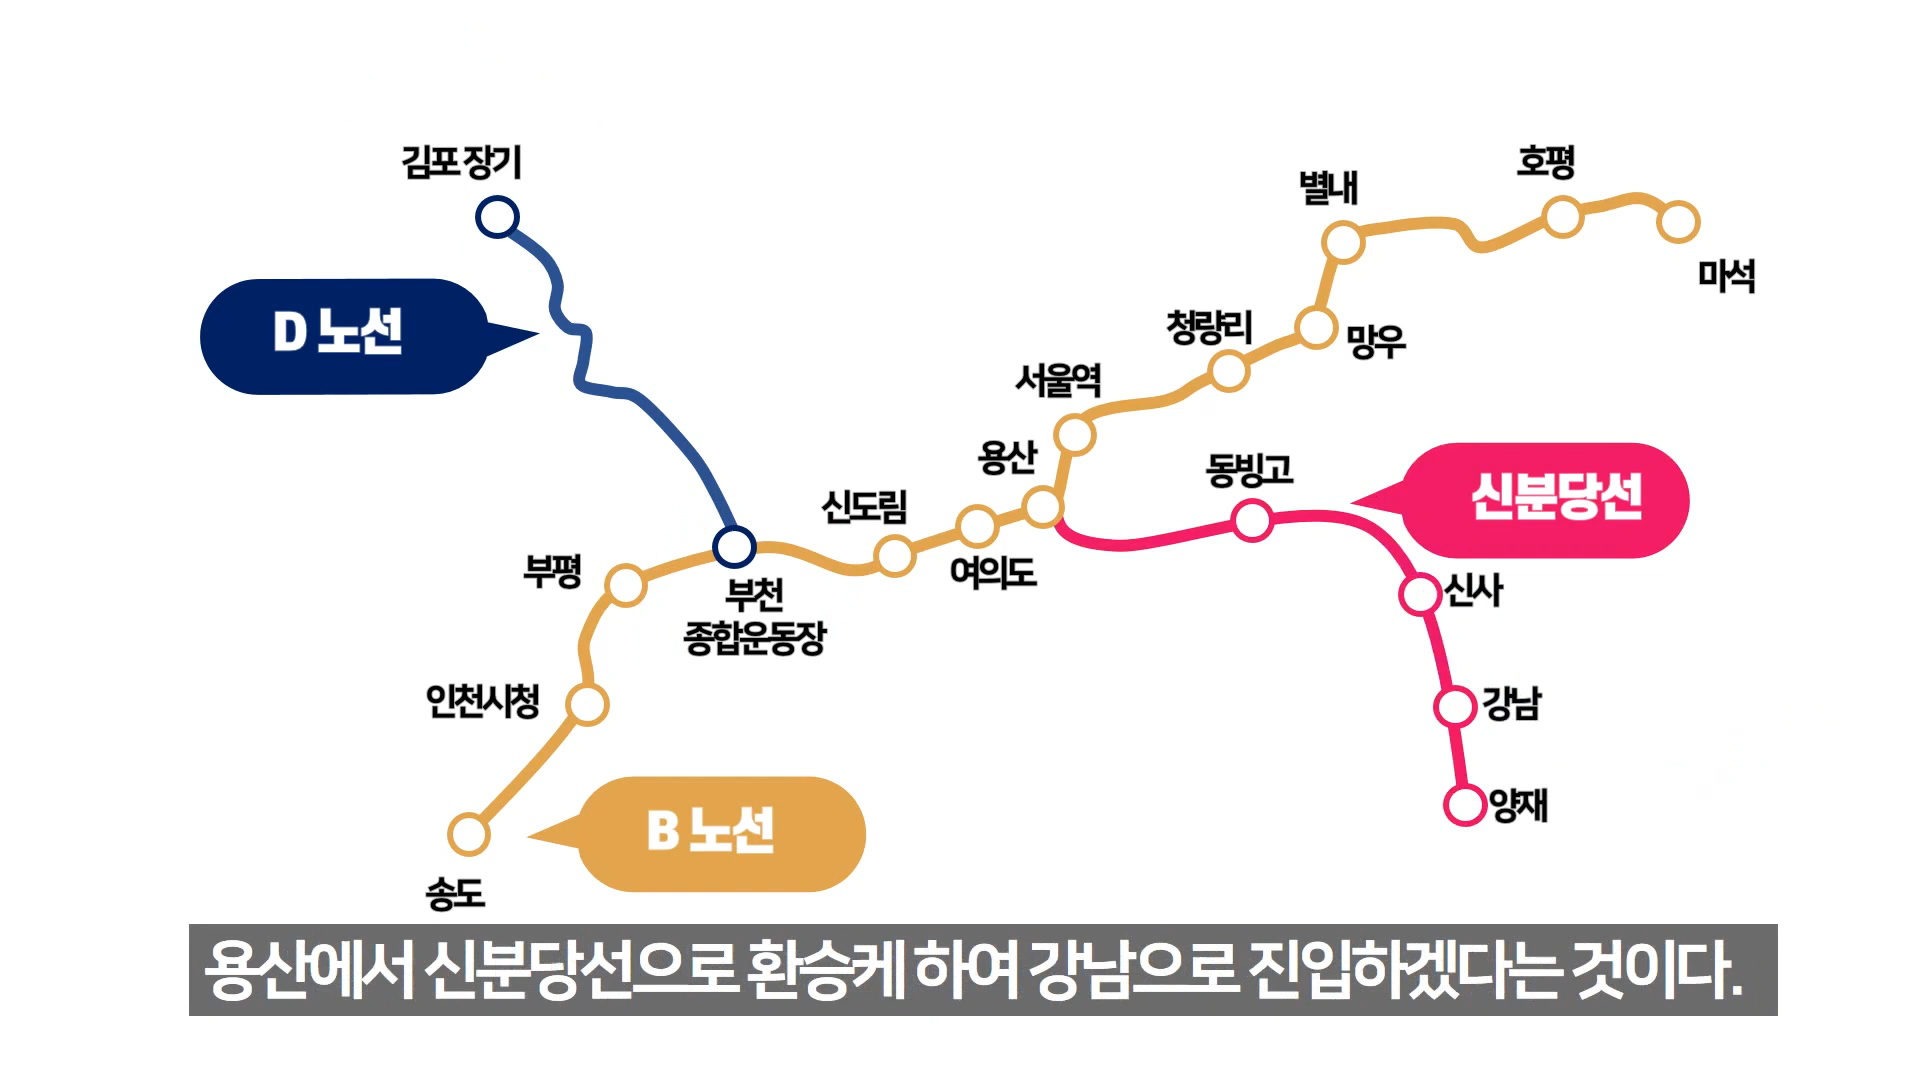 김포 장기
호평
별내
마석
D 노선
청량리
망우
서울역
용산
동빙고
신분당선
신도림
여의도
부평
부천
종합운동장
신사
인천시청
강남
양재
B 노선
송도
용산에서 신분당선으로 환승케 하여 강남으로 진입하겠다는 것이다.